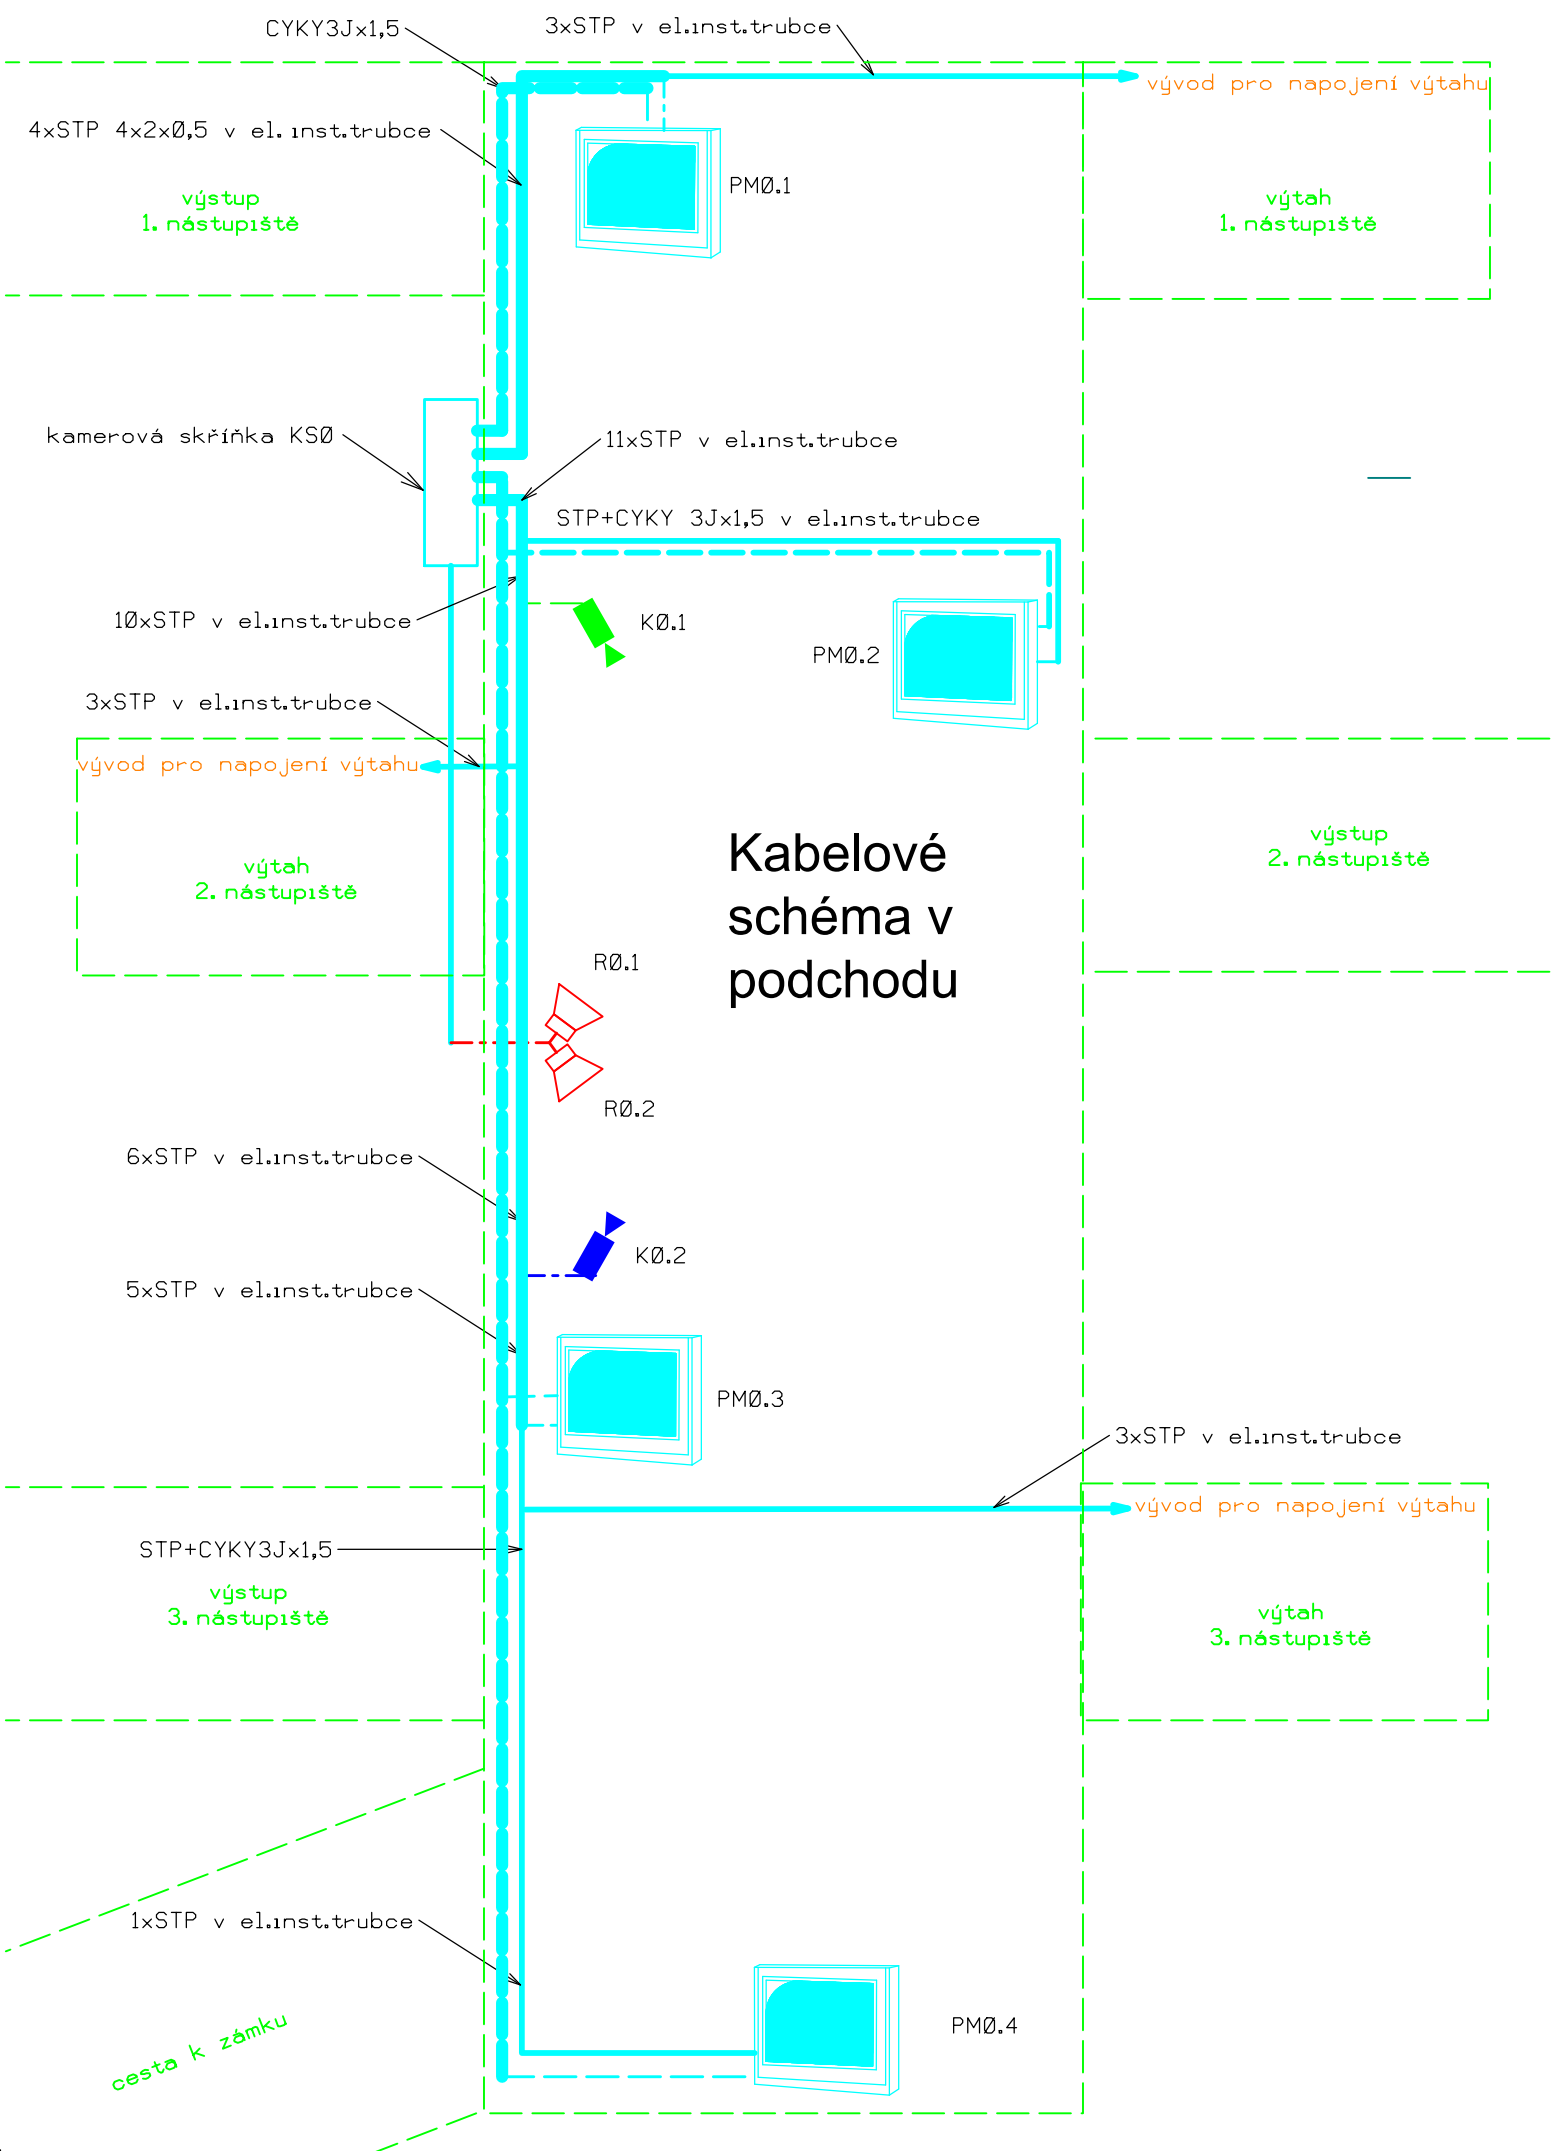 CYKY3Jx1,5
3xSTP v el.inst.trubce
vývod pro napojení výtahu
4xSTP 4x2xØ,5 v el. inst.trubce
PMØ.1
výstup
1. nástupiště
výtah
1. nástupiště
kamerová skříňka KSØ
11xSTP v el.inst.trubce
STP+CYKY 3Jx1,5 v el.inst.trubce
1ØxSTP v el.inst.trubce
KØ.1
PMØ.2
3xSTP v el.inst.trubce
vývod pro napojení výtahu
výtah
2. nástupiště
výstup
2. nástupiště
Kabelové
schéma v
podchodu
RØ.1
RØ.2
6xSTP v el.inst.trubce
KØ.2
5xSTP v el.inst.trubce
PMØ.3
3xSTP v el.inst.trubce
vývod pro napojení výtahu
STP+CYKY3Jx1,5
výstup
3. nástupiště
výtah
3. nástupiště
1xSTP v el.inst.trubce
PMØ.4
cesta k zámku